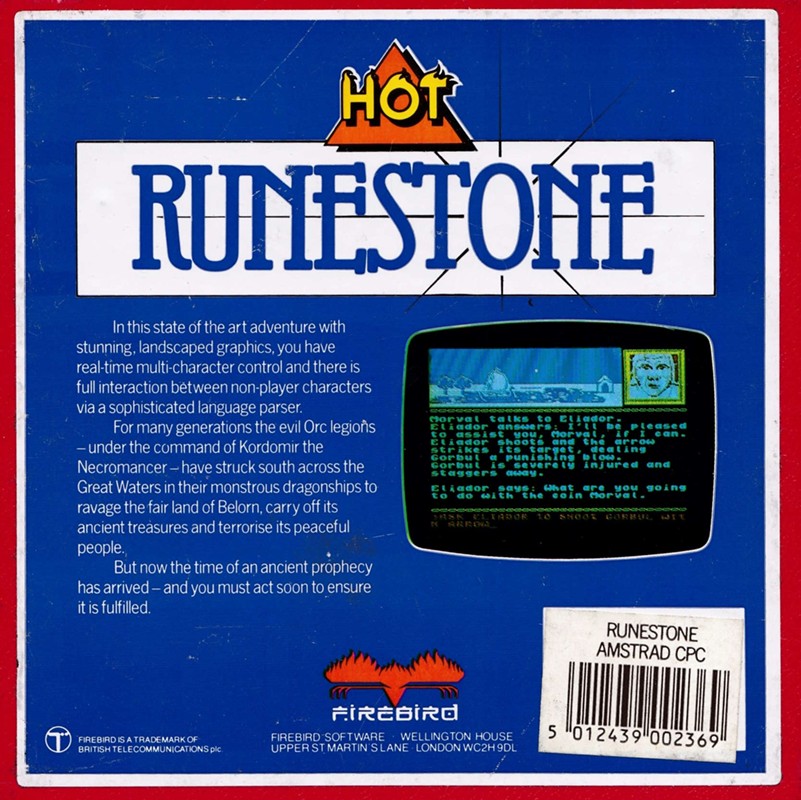 HOT
RUNESTONE
In this state of the art adventure with
stunning, landscaped graphics, you have
real-time multi-character control and there is
full interaction between non-player characters
via a sophisticated language parser.
For many generations the evil Orc legions
– under the command of Kordomir the
Necromancer – have struck south across the
Great Waters in their monstrous dragonships to
ravage the fair land of Belorn, carry off its
ancient treasures and terrorise its peaceful
people.
But now the time of an ancient prophecy
has arrived – and you must act soon to ensure
it is fulfilled.
Morval talks to Eliador.
Eliador answers: I'll be pleased
to assist you, Morval, if I can.
Eliador shoots and the arrow
strikes its target, dealing
Gorbul a punishing blow.
Gorbul is severely injured and
staggers away.
Eliador says: What are you going
to do with the coin Morval.
>ASK ELIADOR TO SHOOT GORBUL WIT
H ARROW_
RUNESTONE
AMSTRAD CPC
5 012439 002369
FIREBIRD
T
FIREBIRD IS A TRADEMARK OF
BRITISH TELECOMMUNICATIONS plc.
FIREBIRD SOFTWARE · WELLINGTON HOUSE
UPPER ST MARTIN'S LANE · LONDON WC2H 9DL